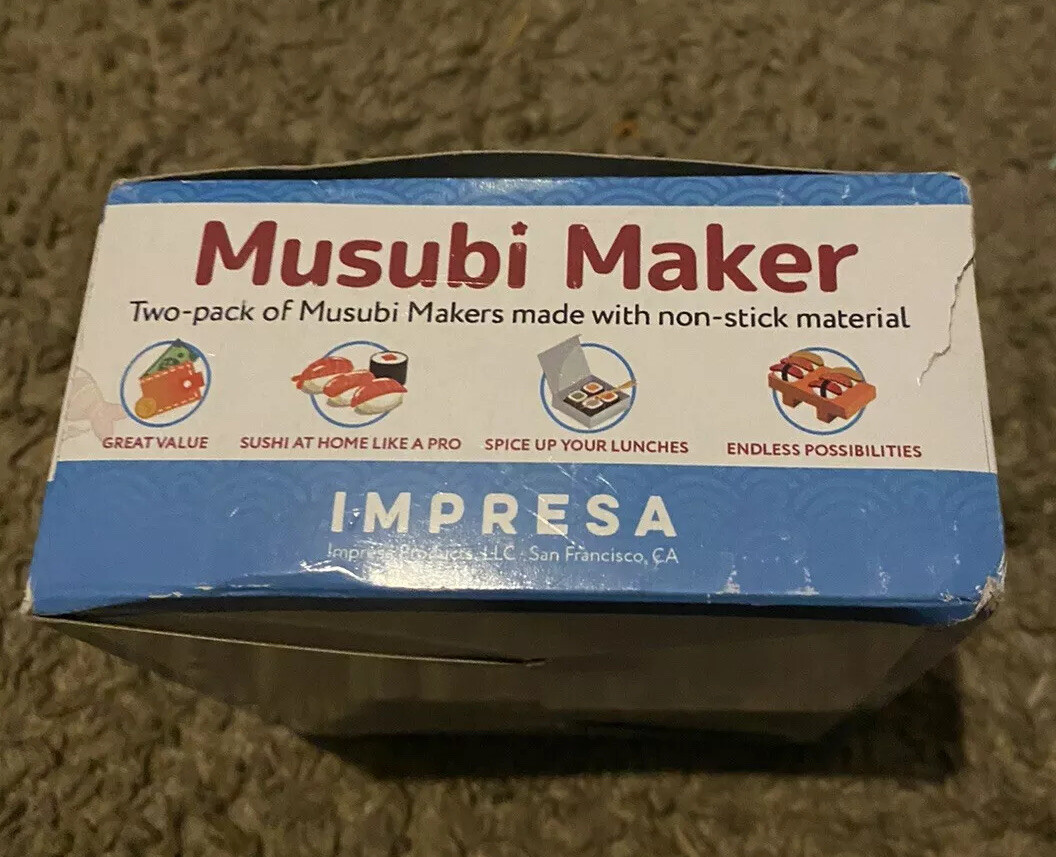 Musubi Maker
Two-pack of Musubi Makers made with non-stick material
GREAT VALUE SUSHI AT HOME LIKE A PRO SPICE UP YOUR LUNCHES ENDLESS POSSIBILITIES
IMPRESA
Impresa Products, LLC · San Francisco, CA